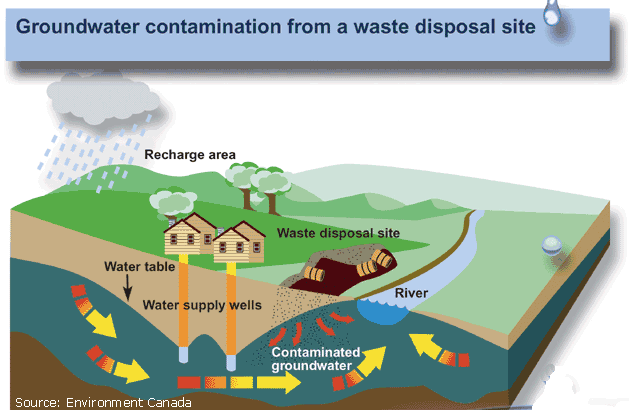 Groundwater contamination from a waste disposal site
Recharge area
Waste disposal site
Water table
River
Water supply wells
Contaminated
groundwater
Source: Environment Canada